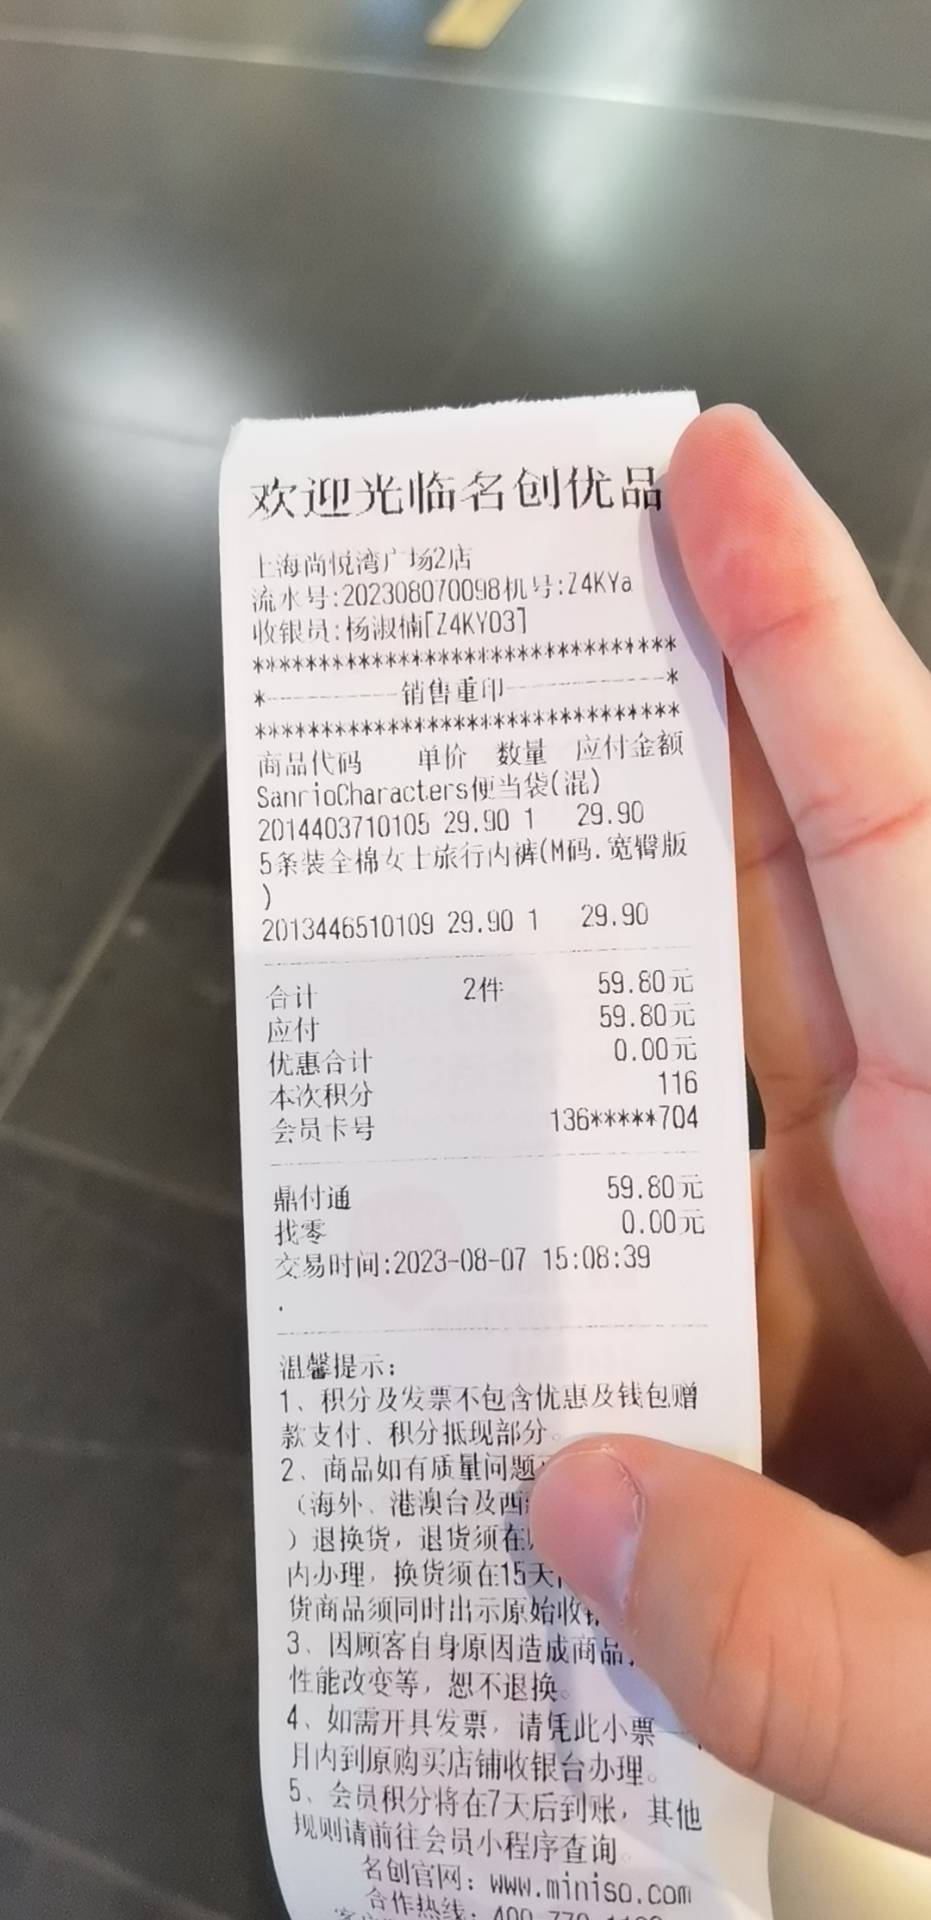 欢迎光临名创优品
上海尚悦湾广场2店
流水号:202308070098机号:Z4KYa
收银员:杨淑楠[Z4KY03]
********************************
*----------销售重印------------*
********************************
商品代码 单价 数量 应付金额
SanrioCharacters便当袋(混)
2014403710105 29.90 1 29.90
5条装全棉女士旅行内裤(M码.宽臀版
)
2013446510109 29.90 1 29.90
合计 2件 59.80元
应付 59.80元
优惠合计 0.00元
本次积分 116
会员卡号 136*****704
鼎付通 59.80元
找零 0.00元
交易时间:2023-08-07 15:08:39
.
温馨提示:
1、积分及发票不包含优惠及钱包赠
款支付、积分抵现部分。
2、商品如有质量问题
（海外、港澳台及西
）退换货，退货须在
内办理，换货须在15天
货商品须同时出示原始收
3、因顾客自身原因造成商品
性能改变等，恕不退换。
4、如需开具发票，请凭此小票一
月内到原购买店铺收银台办理。
5、会员积分将在7天后到账，其他
规则请前往会员小程序查询。
名创官网：www.miniso.com
合作热线：400